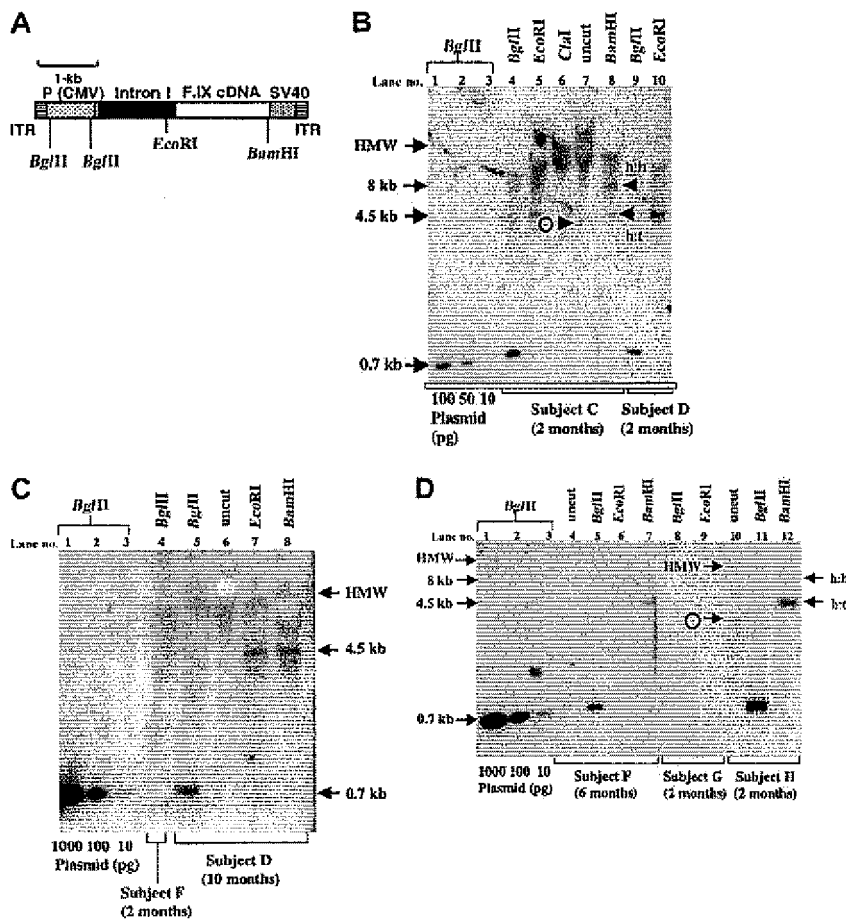 A
1-kb
P (CMV) Intron I F.IX cDNA SV40
ITR ITR
BglII BglII EcoRI BamHI
B
BglII
BglII EcoRI ClaI uncut BamHI BglII EcoRI
Lane no. 1 2 3 4 5 6 7 8 9 10
HMW
8 kb
h:h
4.5 kb
h:t
0.7 kb
100 50 10
Plasmid
(pg)
Subject C
(2 months)
Subject D
(2 months)
C
BglII
BglII BglII uncut EcoRI BamHI
Lane no. 1 2 3 4 5 6 7 8
HMW
4.5 kb
0.7 kb
1000 100 10
Plasmid (pg)
Subject F
(2 months)
Subject D
(10 months)
D
BglII
uncut BglII EcoRI BamHI BglII EcoRI uncut BglII BamHI
Lane no. 1 2 3 4 5 6 7 8 9 10 11 12
HMW
HMW
8 kb
h:h
4.5 kb
h:t
0.7 kb
1000 100 10
Plasmid (pg)
Subject F
(6 months)
Subject G
(2 months)
Subject H
(2 months)